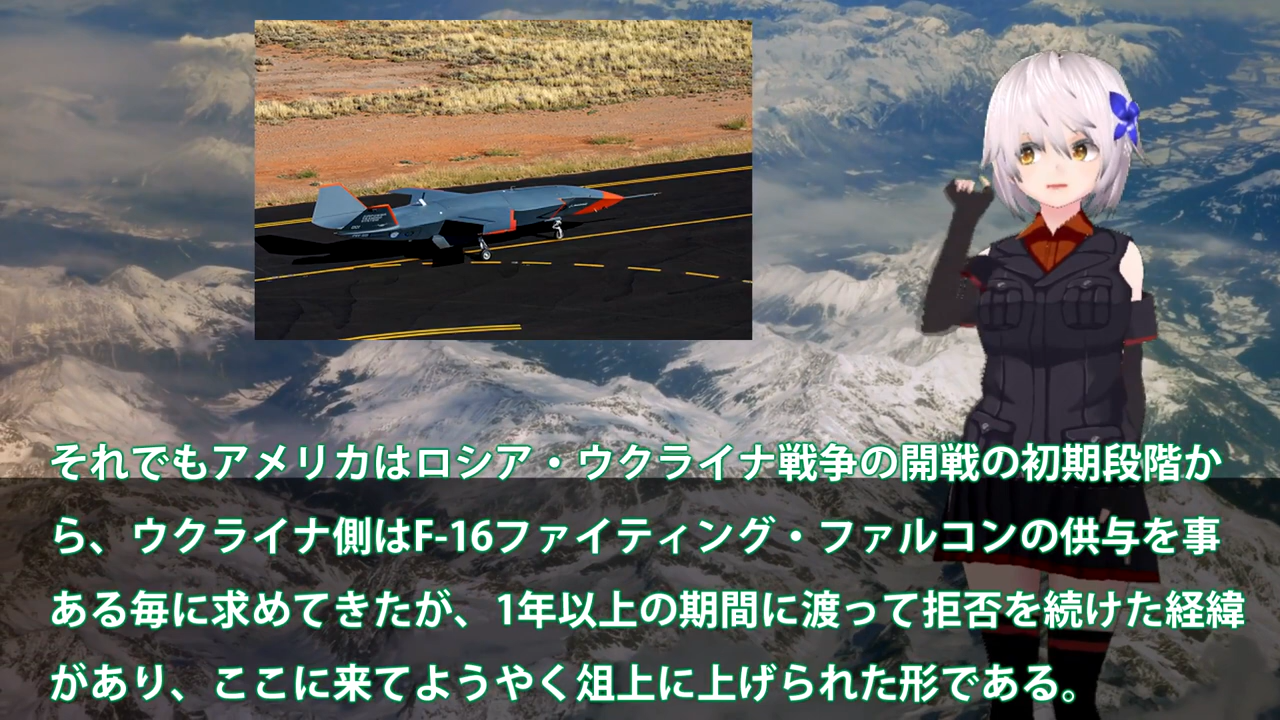 それでもアメリカはロシア・ウクライナ戦争の開戦の初期段階か
ら、ウクライナ側はF-16ファイティング・ファルコンの供与を事
ある毎に求めてきたが、1年以上の期間に渡って拒否を続けた経緯
があり、ここに来てようやく俎上に上げられた形である。